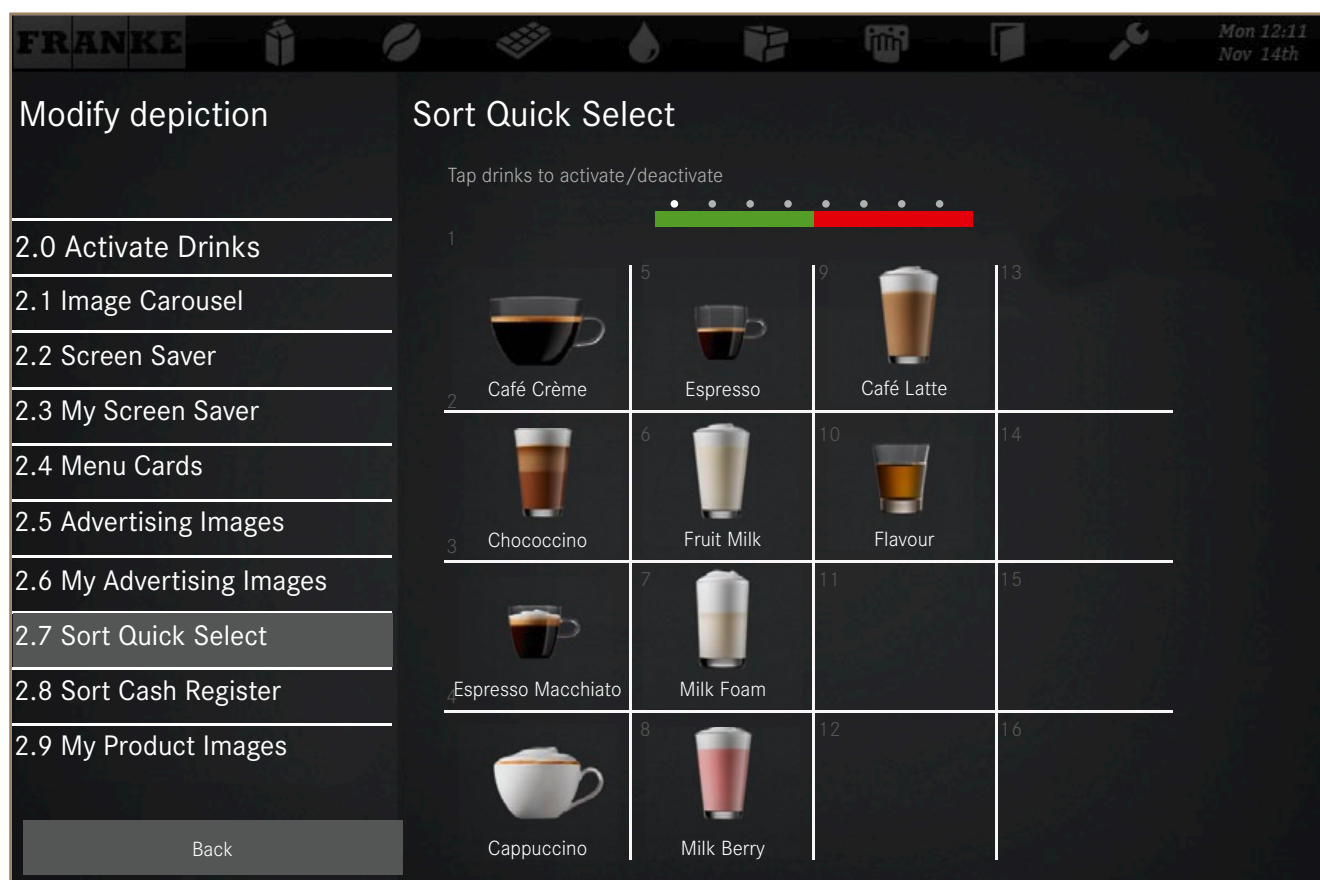 FRANKE
Mon 12:11
Nov 14th
Modify depiction
2.0 Activate Drinks
2.1 Image Carousel
2.2 Screen Saver
2.3 My Screen Saver
2.4 Menu Cards
2.5 Advertising Images
2.6 My Advertising Images
2.7 Sort Quick Select
2.8 Sort Cash Register
2.9 My Product Images
Back
Sort Quick Select
Tap drinks to activate/deactivate
1
5
9
13
Café Crème
Espresso
Café Latte
2
6
10
14
Chococcino
Fruit Milk
Flavour
3
7
11
15
Espresso Macchiato
Milk Foam
4
8
12
16
Cappuccino
Milk Berry